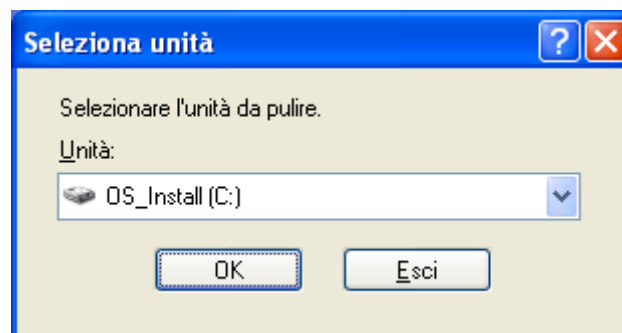 Seleziona unità
Selezionare l'unità da pulire.
Unità:
OS_Install (C:)
OK
Esci